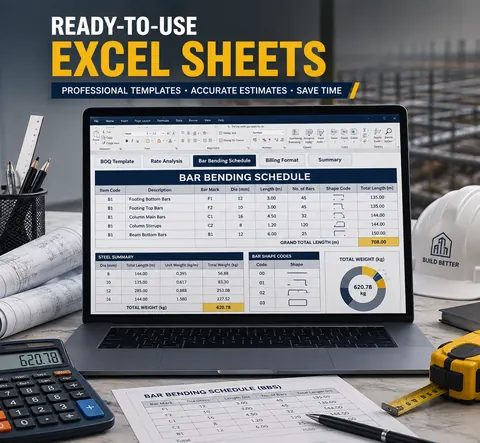 READY-TO-USE
EXCEL SHEETS
PROFESSIONAL TEMPLATES • ACCURATE ESTIMATES • SAVE TIME
BOQ Template Rate Analysis Bar Bending Schedule Billing Format Summary
BAR BENDING SCHEDULE
Item Code Description Bar Mark Dia (mm) Length (m) No. of Bars Shape Code Total Length (m)
B1 Footing Bottom Bars F1 12 3.00 45 135.00
B1 Footing Top Bars F2 10 3.00 45 135.00
B1 Column Main Bars C1 16 4.50 32 144.00
B1 Column Stirrups C2 8 1.20 120 144.00
B1 Beam Bottom Bars B1 12 6.00 25 150.00
GRAND TOTAL LENGTH (m) 708.00
STEEL SUMMARY
Dia (mm) Total Length (m) Unit Weight (kg/m) Total Weight (kg)
8 144.00 0.395 56.88
10 135.00 0.617 83.30
12 285.00 0.888 253.08
16 144.00 1.580 227.52
TOTAL WEIGHT (kg) 620.78
BAR SHAPE CODES
Code Shape
00
01
02
03
TOTAL WEIGHT (kg)
620.78
kg
BUILD BETTER
620.78
BAR BENDING SCHEDULE (BBS)
Bar Mark